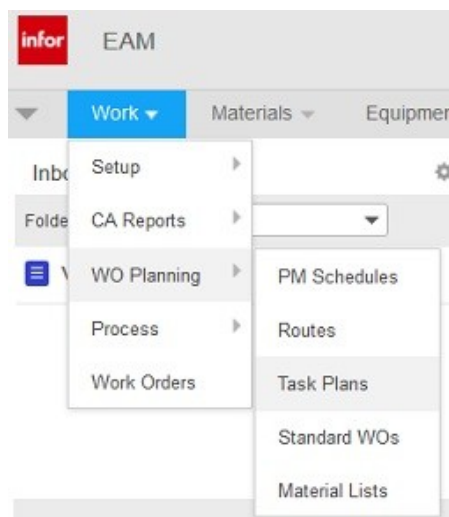 infor EAM
Work Materials Equipmer
Inbo
Setup
Folde
CA Reports
WO Planning
PM Schedules
Process
Routes
Work Orders
Task Plans
Standard WOs
Material Lists